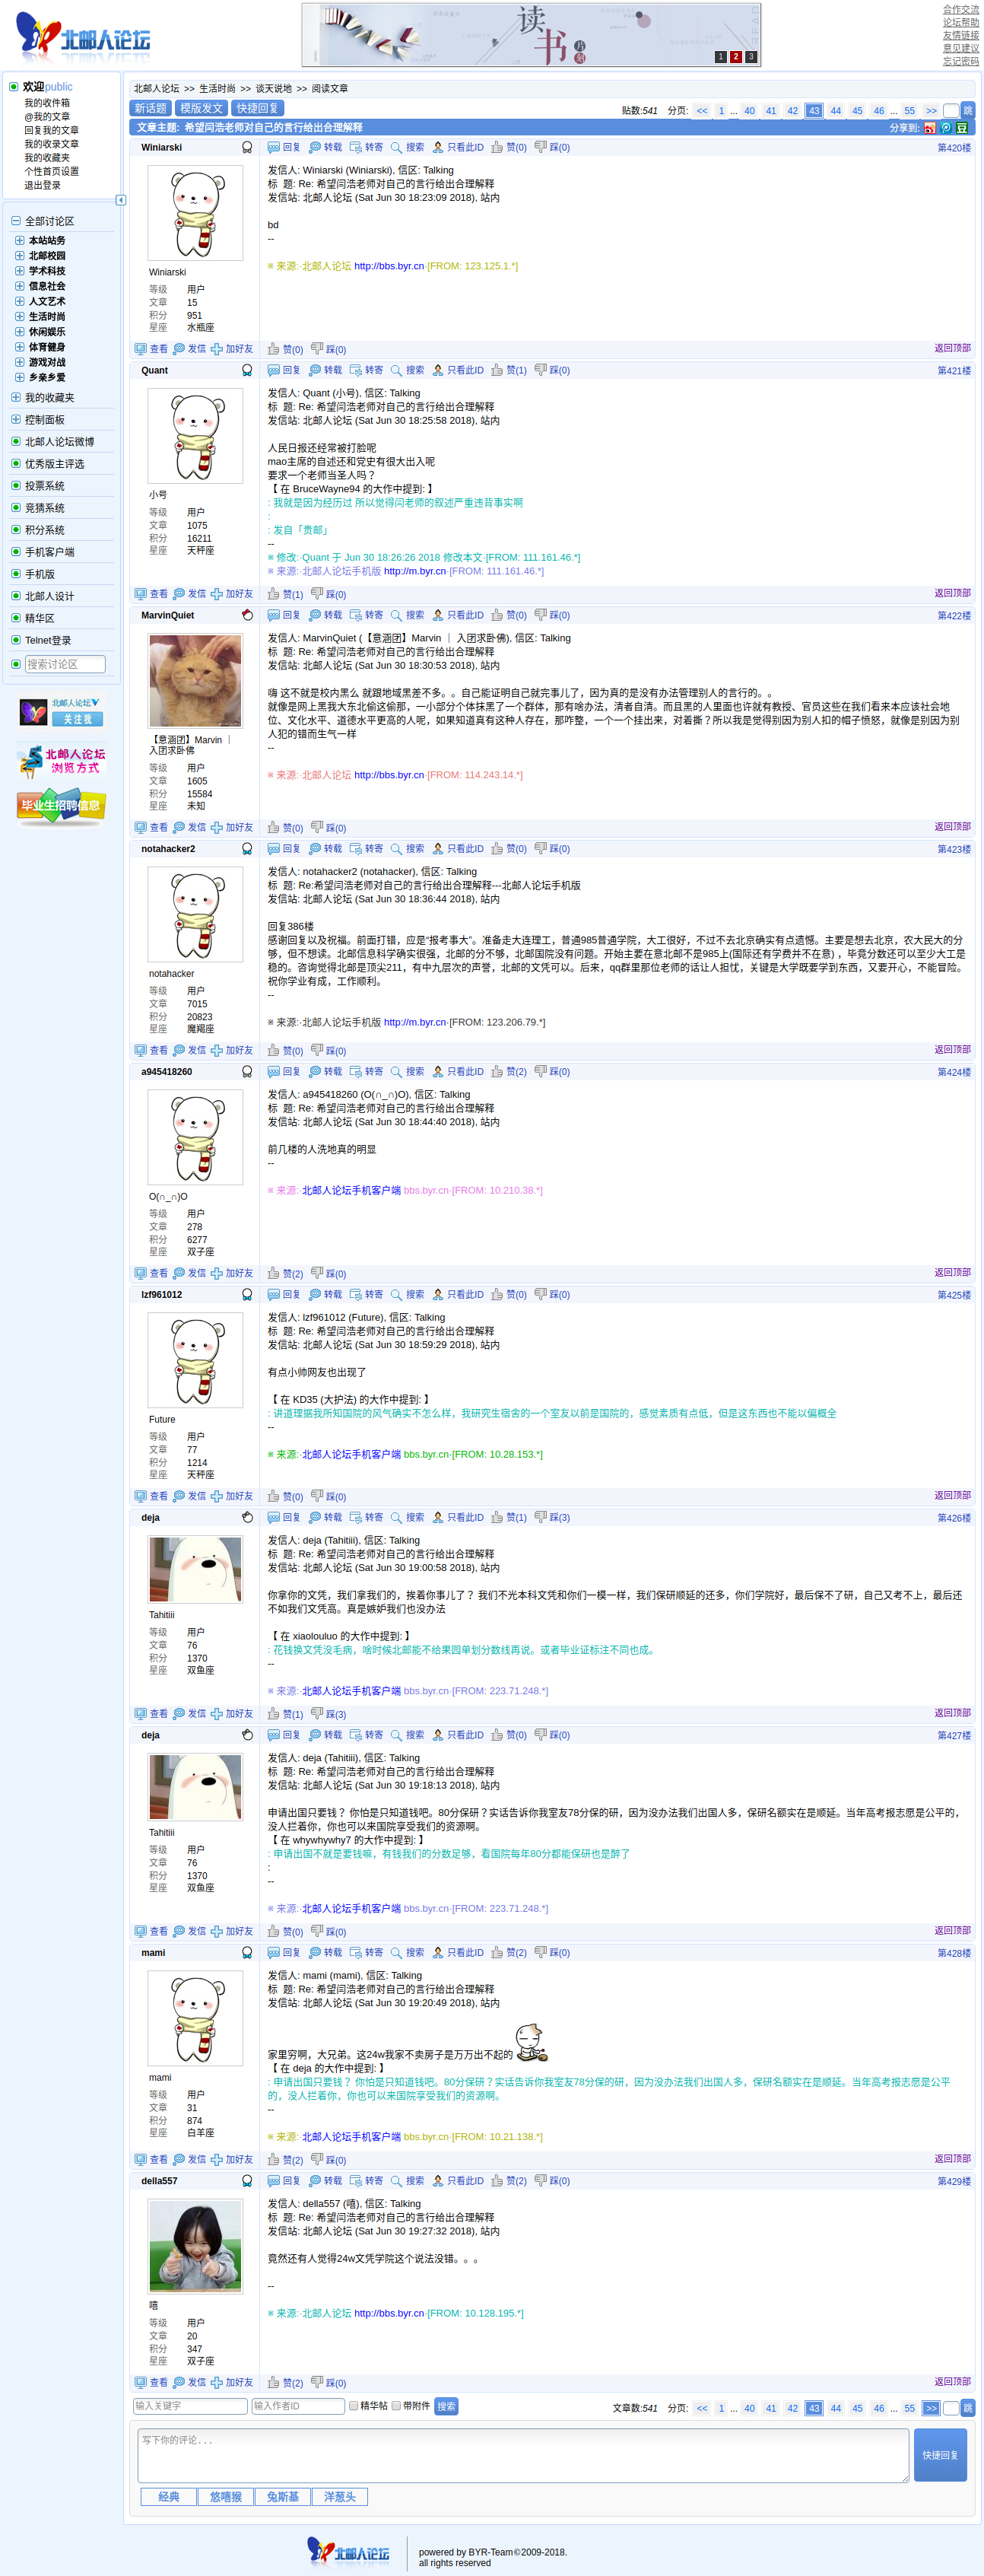 北邮人论坛
读书
片刻
1 2 3
合作交流
论坛帮助
友情链接
意见建议
忘记密码
欢迎public
我的收件箱
@我的文章
回复我的文章
我的收录文章
我的收藏夹
个性首页设置
退出登录
全部讨论区
本站站务
北邮校园
学术科技
信息社会
人文艺术
生活时尚
休闲娱乐
体育健身
游戏对战
乡亲乡爱
我的收藏夹
控制面板
北邮人论坛微博
优秀版主评选
投票系统
竞猜系统
积分系统
手机客户端
手机版
北邮人设计
精华区
Telnet登录
搜索讨论区
北邮人论坛
关注我
北邮人论坛
浏览方式
毕业生招聘信息
北邮人论坛 >> 生活时尚 >> 谈天说地 >> 阅读文章
新话题 模版发文 快捷回复
贴数:541 分页: << 1 ... 40 41 42 43 44 45 46 ... 55 >> 跳
文章主题: 希望闫浩老师对自己的言行给出合理解释 分享到:
Winiarski 回复 转载 转寄 搜索 只看此ID 赞(0) 踩(0) 第420楼
Winiarski
等级 用户
文章 15
积分 951
星座 水瓶座
发信人: Winiarski (Winiarski), 信区: Talking
标 题: Re: 希望闫浩老师对自己的言行给出合理解释
发信站: 北邮人论坛 (Sat Jun 30 18:23:09 2018), 站内
bd
--
※ 来源:·北邮人论坛 http://bbs.byr.cn·[FROM: 123.125.1.*]
查看 发信 加好友 赞(0) 踩(0) 返回顶部
Quant 回复 转载 转寄 搜索 只看此ID 赞(1) 踩(0) 第421楼
小号
等级 用户
文章 1075
积分 16211
星座 天秤座
发信人: Quant (小号), 信区: Talking
标 题: Re: 希望闫浩老师对自己的言行给出合理解释
发信站: 北邮人论坛 (Sat Jun 30 18:25:58 2018), 站内
人民日报还经常被打脸呢
mao主席的自述还和党史有很大出入呢
要求一个老师当圣人吗？
【 在 BruceWayne94 的大作中提到: 】
: 我就是因为经历过 所以觉得闫老师的叙述严重违背事实啊
:
: 发自「贵邮」
--
※ 修改:·Quant 于 Jun 30 18:26:26 2018 修改本文·[FROM: 111.161.46.*]
※ 来源:·北邮人论坛手机版 http://m.byr.cn·[FROM: 111.161.46.*]
查看 发信 加好友 赞(1) 踩(0) 返回顶部
MarvinQuiet 回复 转载 转寄 搜索 只看此ID 赞(0) 踩(0) 第422楼
【意涵团】Marvin ｜
入团求卧佛
等级 用户
文章 1605
积分 15584
星座 未知
发信人: MarvinQuiet (【意涵团】Marvin ｜ 入团求卧佛), 信区: Talking
标 题: Re: 希望闫浩老师对自己的言行给出合理解释
发信站: 北邮人论坛 (Sat Jun 30 18:30:53 2018), 站内
嗨 这不就是校内黑么 就跟地域黑差不多。。自己能证明自己就完事儿了，因为真的是没有办法管理别人的言行的。。
就像是网上黑我大东北偷这偷那，一小部分个体抹黑了一个群体，那有啥办法，清者自清。而且黑的人里面也许就有教授、官员这些在我们看来本应该社会地
位、文化水平、道德水平更高的人呢，如果知道真有这种人存在，那咋整，一个一个挂出来，对着撕？所以我是觉得别因为别人扣的帽子愤怒，就像是别因为别
人犯的错而生气一样
--
※ 来源:·北邮人论坛 http://bbs.byr.cn·[FROM: 114.243.14.*]
查看 发信 加好友 赞(0) 踩(0) 返回顶部
notahacker2 回复 转载 转寄 搜索 只看此ID 赞(0) 踩(0) 第423楼
notahacker
等级 用户
文章 7015
积分 20823
星座 魔羯座
发信人: notahacker2 (notahacker), 信区: Talking
标 题: Re:希望闫浩老师对自己的言行给出合理解释---北邮人论坛手机版
发信站: 北邮人论坛 (Sat Jun 30 18:36:44 2018), 站内
回复386楼
感谢回复以及祝福。前面打错，应是“报考事大”。准备走大连理工，普通985普通学院，大工很好，不过不去北京确实有点遗憾。主要是想去北京，农大民大的分
够，但不想读。北邮信息科学确实很强，北邮的分不够，北邮国院没有问题。开始主要在意北邮不是985上(国际还有学费并不在意) ，毕竟分数还可以至少大工是
稳的。咨询觉得北邮是顶尖211，有中九层次的声誉，北邮的文凭可以。后来，qq群里那位老师的话让人担忧，关键是大学既要学到东西，又要开心，不能冒险。
祝你学业有成，工作顺利。
--
※ 来源:·北邮人论坛手机版 http://m.byr.cn·[FROM: 123.206.79.*]
查看 发信 加好友 赞(0) 踩(0) 返回顶部
a945418260 回复 转载 转寄 搜索 只看此ID 赞(2) 踩(0) 第424楼
O(∩_∩)O
等级 用户
文章 278
积分 6277
星座 双子座
发信人: a945418260 (O(∩_∩)O), 信区: Talking
标 题: Re: 希望闫浩老师对自己的言行给出合理解释
发信站: 北邮人论坛 (Sat Jun 30 18:44:40 2018), 站内
前几楼的人洗地真的明显
--
※ 来源:·北邮人论坛手机客户端 bbs.byr.cn·[FROM: 10.210.38.*]
查看 发信 加好友 赞(2) 踩(0) 返回顶部
lzf961012 回复 转载 转寄 搜索 只看此ID 赞(0) 踩(0) 第425楼
Future
等级 用户
文章 77
积分 1214
星座 天秤座
发信人: lzf961012 (Future), 信区: Talking
标 题: Re: 希望闫浩老师对自己的言行给出合理解释
发信站: 北邮人论坛 (Sat Jun 30 18:59:29 2018), 站内
有点小帅网友也出现了
【 在 KD35 (大护法) 的大作中提到: 】
: 讲道理据我所知国院的风气确实不怎么样，我研究生宿舍的一个室友以前是国院的，感觉素质有点低，但是这东西也不能以偏概全
--
※ 来源:·北邮人论坛手机客户端 bbs.byr.cn·[FROM: 10.28.153.*]
查看 发信 加好友 赞(0) 踩(0) 返回顶部
deja 回复 转载 转寄 搜索 只看此ID 赞(1) 踩(3) 第426楼
Tahitiii
等级 用户
文章 76
积分 1370
星座 双鱼座
发信人: deja (Tahitiii), 信区: Talking
标 题: Re: 希望闫浩老师对自己的言行给出合理解释
发信站: 北邮人论坛 (Sat Jun 30 19:00:58 2018), 站内
你拿你的文凭，我们拿我们的，挨着你事儿了？ 我们不光本科文凭和你们一模一样，我们保研顺延的还多，你们学院好，最后保不了研，自己又考不上，最后还
不如我们文凭高。真是嫉妒我们也没办法
【 在 xiaolouluo 的大作中提到: 】
: 花钱换文凭没毛病，啥时候北邮能不给果园单划分数线再说。或者毕业证标注不同也成。
--
※ 来源:·北邮人论坛手机客户端 bbs.byr.cn·[FROM: 223.71.248.*]
查看 发信 加好友 赞(1) 踩(3) 返回顶部
deja 回复 转载 转寄 搜索 只看此ID 赞(0) 踩(0) 第427楼
Tahitiii
等级 用户
文章 76
积分 1370
星座 双鱼座
发信人: deja (Tahitiii), 信区: Talking
标 题: Re: 希望闫浩老师对自己的言行给出合理解释
发信站: 北邮人论坛 (Sat Jun 30 19:18:13 2018), 站内
申请出国只要钱？ 你怕是只知道钱吧。80分保研？实话告诉你我室友78分保的研，因为没办法我们出国人多，保研名额实在是顺延。当年高考报志愿是公平的，
没人拦着你，你也可以来国院享受我们的资源啊。
【 在 whywhywhy7 的大作中提到: 】
: 申请出国不就是要钱嘛，有钱我们的分数足够，看国院每年80分都能保研也是醉了
:
--
※ 来源:·北邮人论坛手机客户端 bbs.byr.cn·[FROM: 223.71.248.*]
查看 发信 加好友 赞(0) 踩(0) 返回顶部
mami 回复 转载 转寄 搜索 只看此ID 赞(2) 踩(0) 第428楼
mami
等级 用户
文章 31
积分 874
星座 白羊座
发信人: mami (mami), 信区: Talking
标 题: Re: 希望闫浩老师对自己的言行给出合理解释
发信站: 北邮人论坛 (Sat Jun 30 19:20:49 2018), 站内
家里穷啊，大兄弟。这24w我家不卖房子是万万出不起的
【 在 deja 的大作中提到: 】
: 申请出国只要钱？ 你怕是只知道钱吧。80分保研？实话告诉你我室友78分保的研，因为没办法我们出国人多，保研名额实在是顺延。当年高考报志愿是公平
的，没人拦着你，你也可以来国院享受我们的资源啊。
--
※ 来源:·北邮人论坛手机客户端 bbs.byr.cn·[FROM: 10.21.138.*]
查看 发信 加好友 赞(2) 踩(0) 返回顶部
della557 回复 转载 转寄 搜索 只看此ID 赞(2) 踩(0) 第429楼
嘻
等级 用户
文章 20
积分 347
星座 双子座
发信人: della557 (嘻), 信区: Talking
标 题: Re: 希望闫浩老师对自己的言行给出合理解释
发信站: 北邮人论坛 (Sat Jun 30 19:27:32 2018), 站内
竟然还有人觉得24w文凭学院这个说法没错。。。
--
※ 来源:·北邮人论坛 http://bbs.byr.cn·[FROM: 10.128.195.*]
查看 发信 加好友 赞(2) 踩(0) 返回顶部
输入关键字 输入作者ID 精华帖 带附件 搜索
文章数:541 分页: << 1 ... 40 41 42 43 44 45 46 ... 55 >> 跳
写下你的评论...
快捷回复
经典 悠嘻猴 兔斯基 洋葱头
北邮人论坛
powered by BYR-Team©2009-2018.
all rights reserved